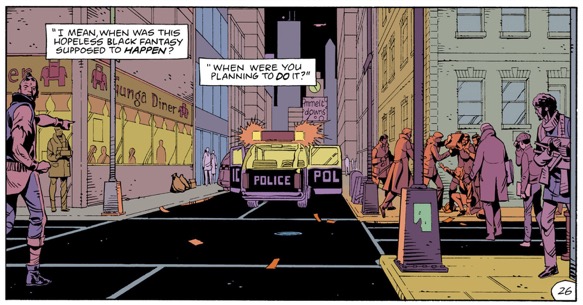 "I MEAN, WHEN WAS THIS
HOPELESS BLACK FANTASY
SUPPOSED TO HAPPEN?
"WHEN WERE YOU
PLANNING TO DO IT?"
Gunga Diner
POLICE
POL
26